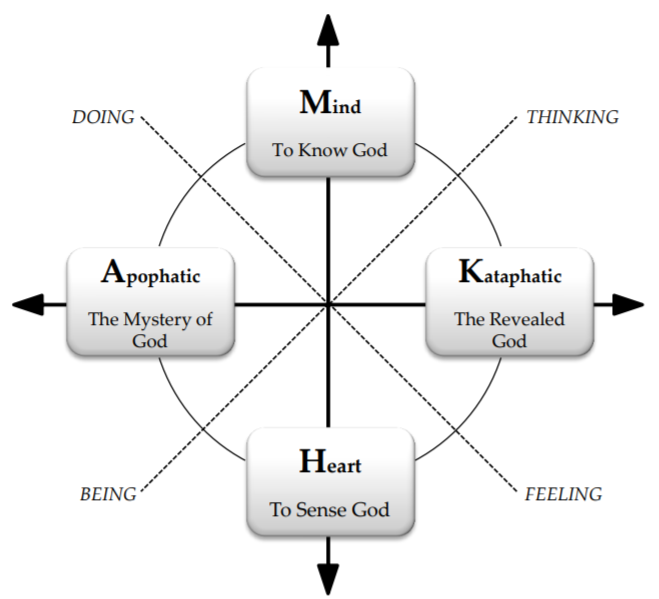 Mind
To Know God
DOING
THINKING
Apophatic
The Mystery of
God
Kataphatic
The Revealed
God
Heart
To Sense God
BEING
FEELING